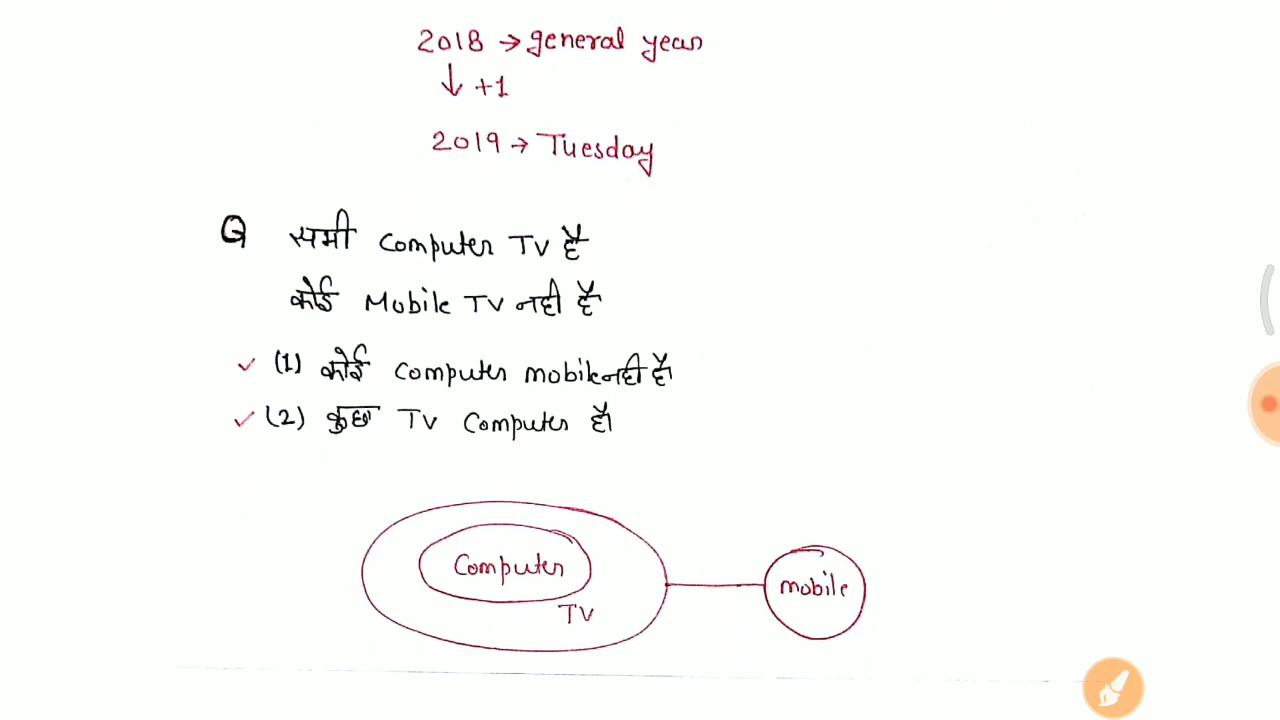 2018 → general year
↓ +1
2019 → Tuesday
Q सभी Computer TV है
कोई Mobile TV नही है
✓ (1) कोई Computer mobile नही है।
✓ (2) कुछ TV Computer है।
Computer
TV
mobile